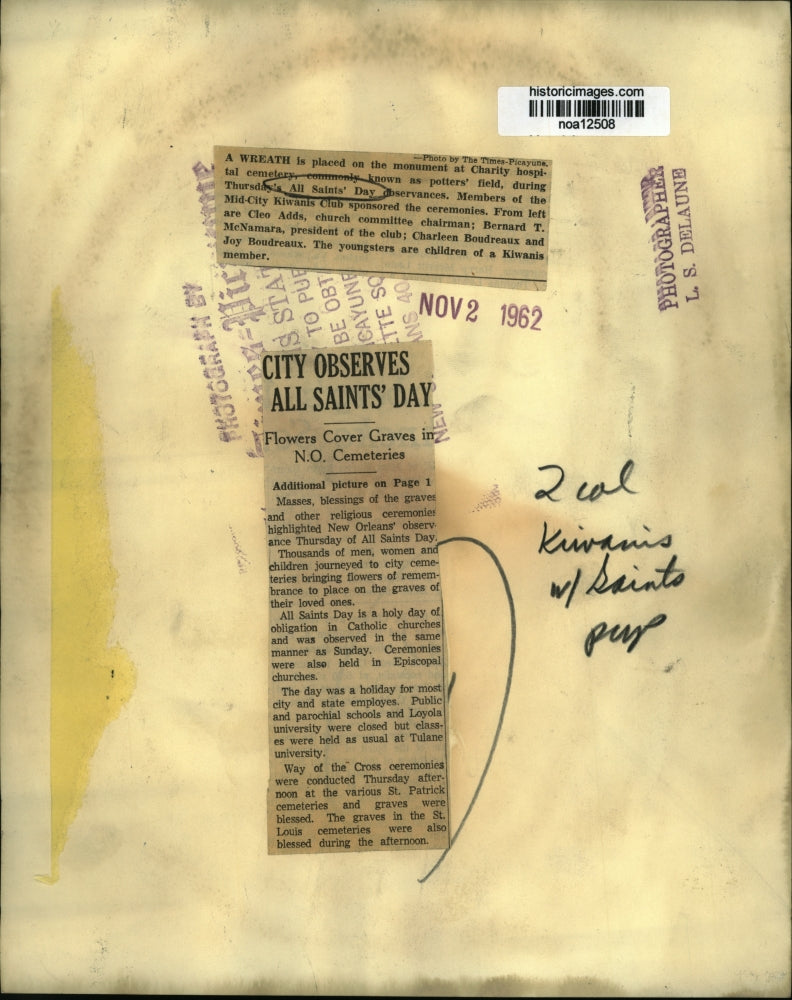 historicimages.com
noa12508
—Photo by The Times-Picayune.
A WREATH is placed on the monument at Charity hospi-
tal cemetery, commonly known as potters' field, during
Thursday's All Saints' Day observances. Members of the
Mid-City Kiwanis Club sponsored the ceremonies. From left
are Cleo Adds, church committee chairman; Bernard T.
McNamara, president of the club; Charleen Boudreaux and
Joy Boudreaux. The youngsters are children of a Kiwanis
member.
PHOTOGRAPHER
L. S. DELAUNE
PHOTOGRAPH BY
NOV 2 1962
CITY OBSERVES
ALL SAINTS' DAY
Flowers Cover Graves in
N.O. Cemeteries
Additional picture on Page 1
Masses, blessings of the graves
and other religious ceremonies
highlighted New Orleans' observ-
ance Thursday of All Saints Day.
Thousands of men, women and
children journeyed to city ceme-
teries bringing flowers of remem-
brance to place on the graves of
their loved ones.
All Saints Day is a holy day of
obligation in Catholic churches
and was observed in the same
manner as Sunday. Ceremonies
were also held in Episcopal
churches.
The day was a holiday for most
city and state employes. Public
and parochial schools and Loyola
university were closed but class-
es were held as usual at Tulane
university.
Way of the Cross ceremonies
were conducted Thursday after-
noon at the various St. Patrick
cemeteries and graves were
blessed. The graves in the St.
Louis cemeteries were also
blessed during the afternoon.
2 col
Kiwanis
w/ Saints